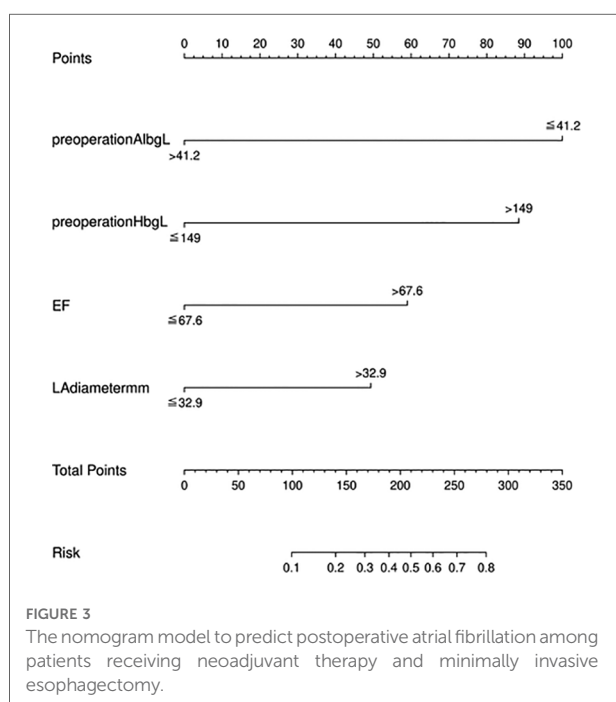 0 10 20 30 40 50 60 70 80 90 100
Points
≦41.2
preoperationAlbgL
>41.2
>149
preoperationHbgL
≦149
>67.6
EF
≦67.6
>32.9
LAdiametermm
≦32.9
Total Points
0 50 100 150 200 250 300 350
Risk
0.1 0.2 0.3 0.4 0.5 0.6 0.7 0.8
FIGURE 3
The nomogram model to predict postoperative atrial fibrillation among
patients receiving neoadjuvant therapy and minimally invasive
esophagectomy.